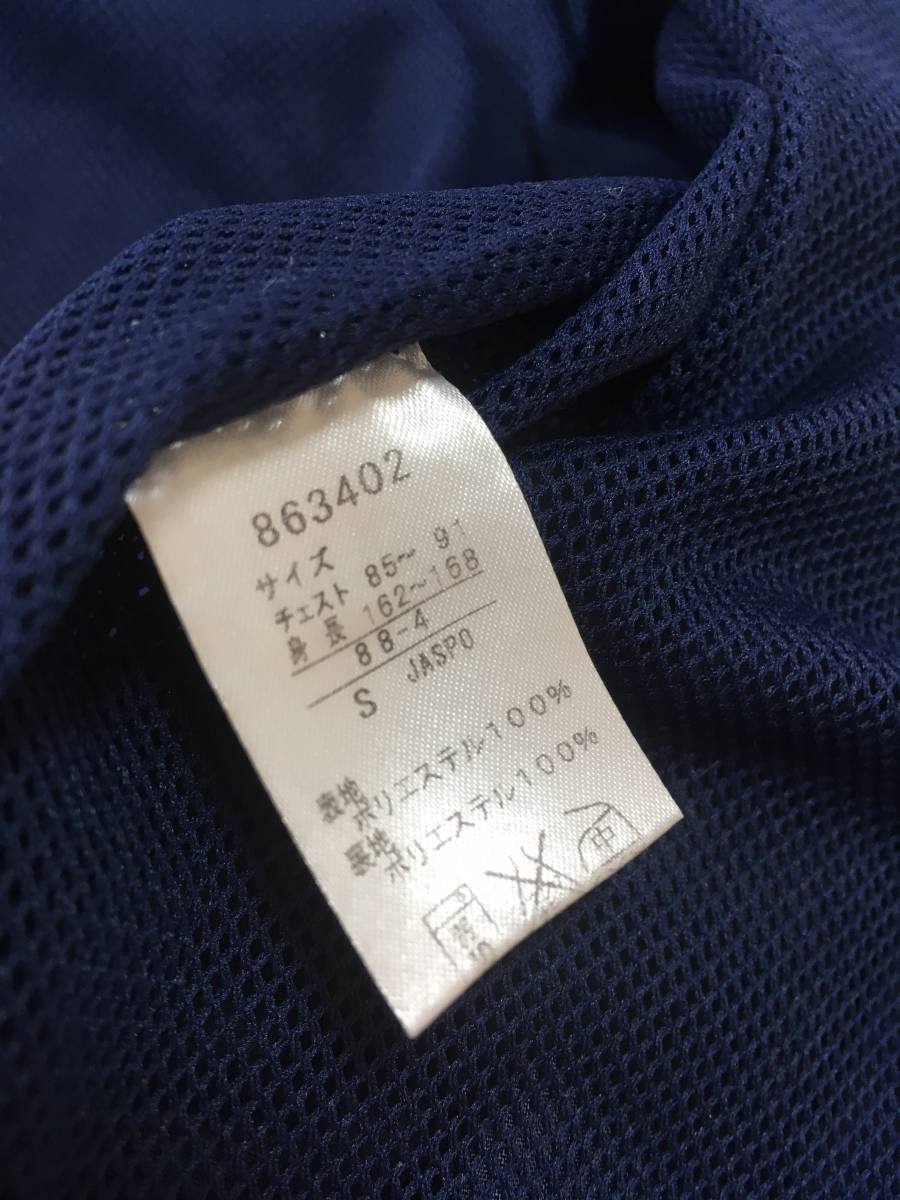 863402
サイズ
チェスト 85～91
身長 162～168
88-4
S JASPO
表地
ポリエステル100%
裏地
ポリエステル100%
中